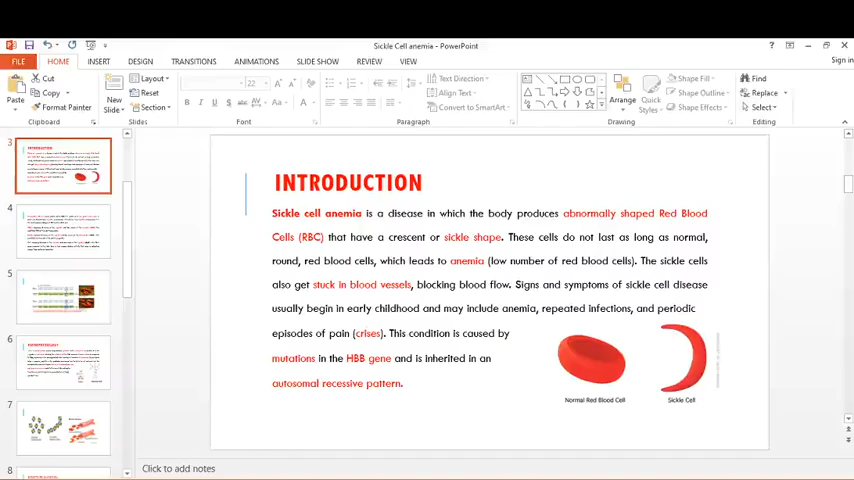 Sickle Cell anemia - PowerPoint
?
FILE HOME INSERT DESIGN TRANSITIONS ANIMATIONS SLIDE SHOW REVIEW VIEW
Sign in
Paste
Cut
Copy
Format Painter
Clipboard
New
Slide
Layout
Reset
Section
Slides
22
B I U S abc AV Aa A
Font
Text Direction
Align Text
Convert to SmartArt
Paragraph
Arrange
Quick
Styles
Shape Fill
Shape Outline
Shape Effects
Drawing
Find
Replace
Select
Editing
3
4
5
6
7
8
INTRODUCTION
Sickle cell anemia is a disease in which the body produces abnormally shaped Red Blood
Cells (RBC) that have a crescent or sickle shape. These cells do not last as long as normal,
round, red blood cells, which leads to anemia (low number of red blood cells). The sickle cells
also get stuck in blood vessels, blocking blood flow. Signs and symptoms of sickle cell disease
usually begin in early childhood and may include anemia, repeated infections, and periodic
episodes of pain (crises). This condition is caused by
mutations in the HBB gene and is inherited in an
autosomal recessive pattern.
Normal Red Blood Cell
Sickle Cell
Click to add notes